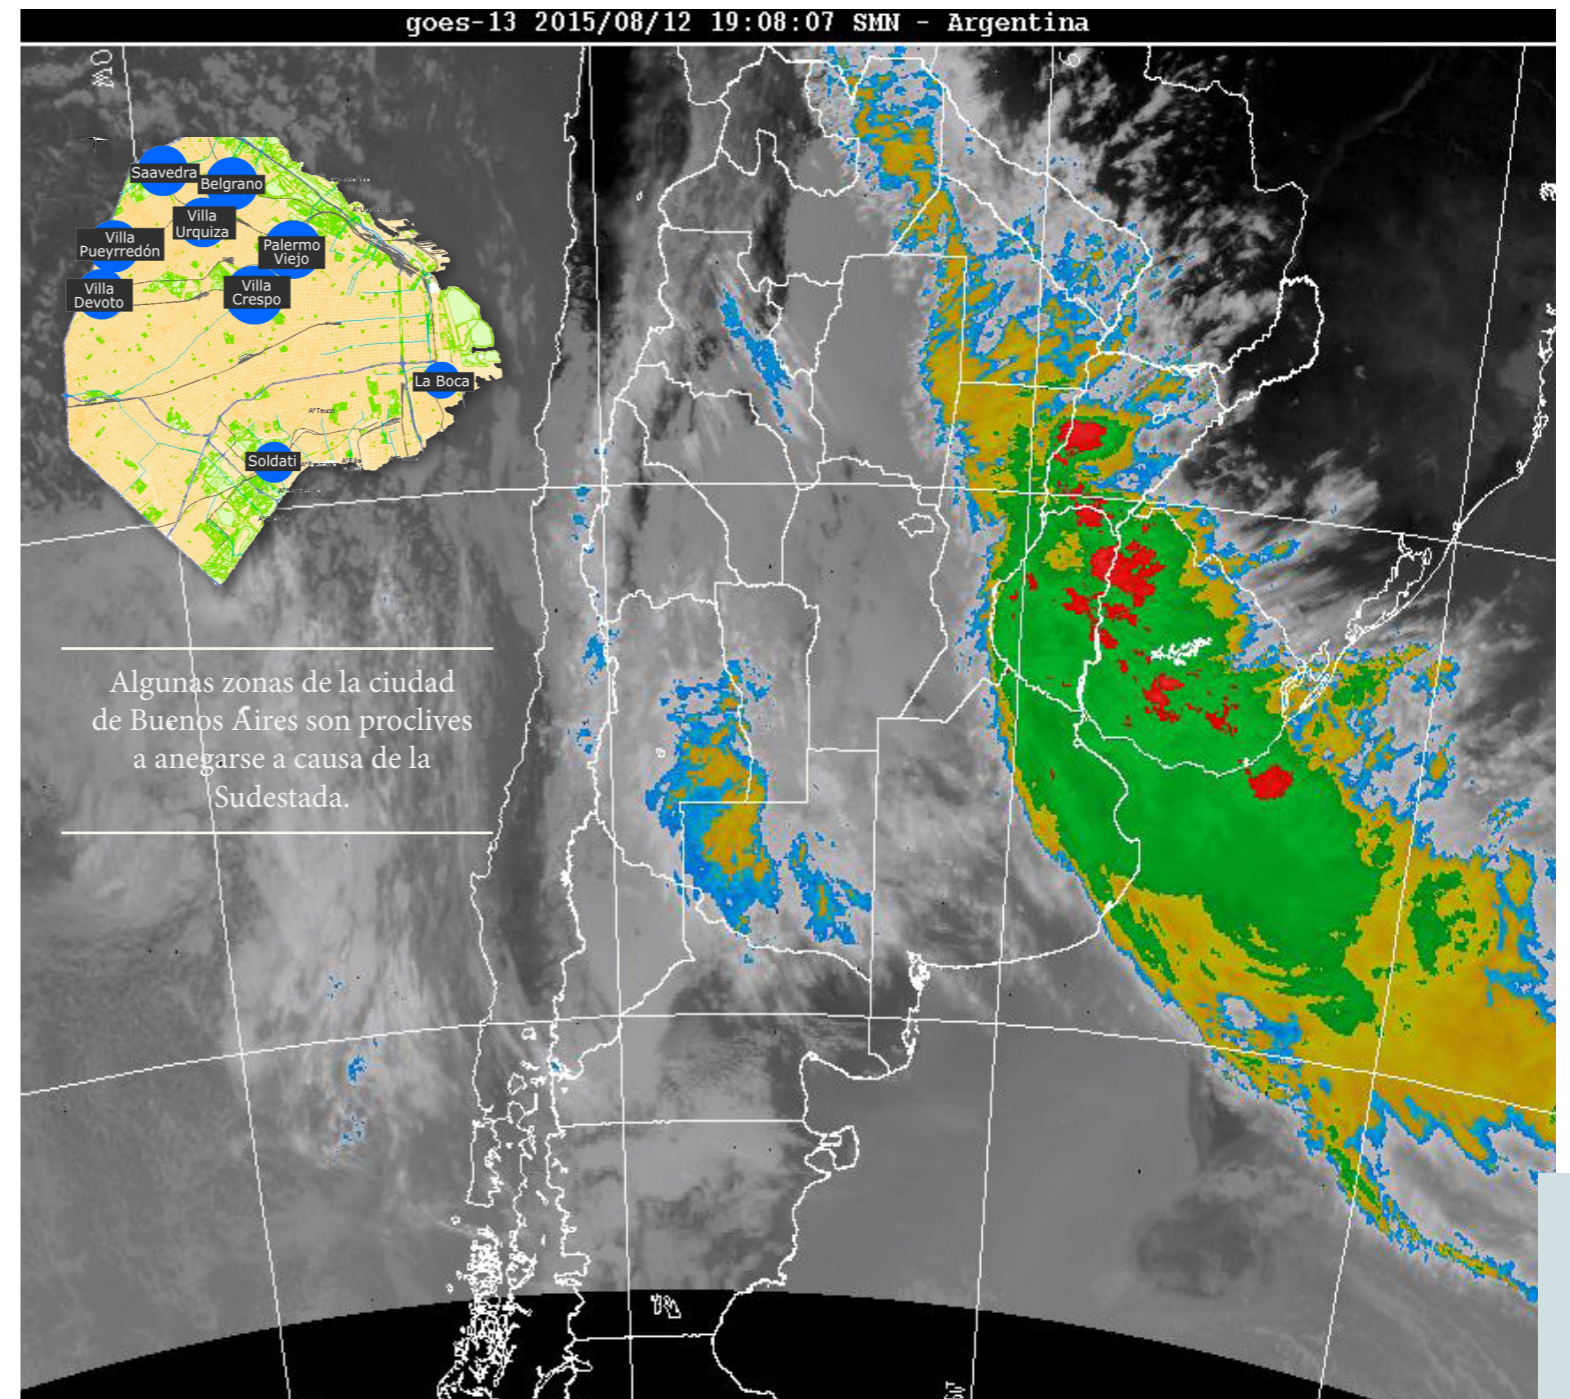 goes-13 2015/08/12 19:08:07 SMN - Argentina
Saavedra
Belgrano
Villa
Urquiza
Villa
Pueyrredón
Palermo
Viejo
Villa
Devoto
Villa
Crespo
La Boca
AºTeuco
Soldati
Algunas zonas de la ciudad
de Buenos Aires son proclives
a anegarse a causa de la
Sudestada.